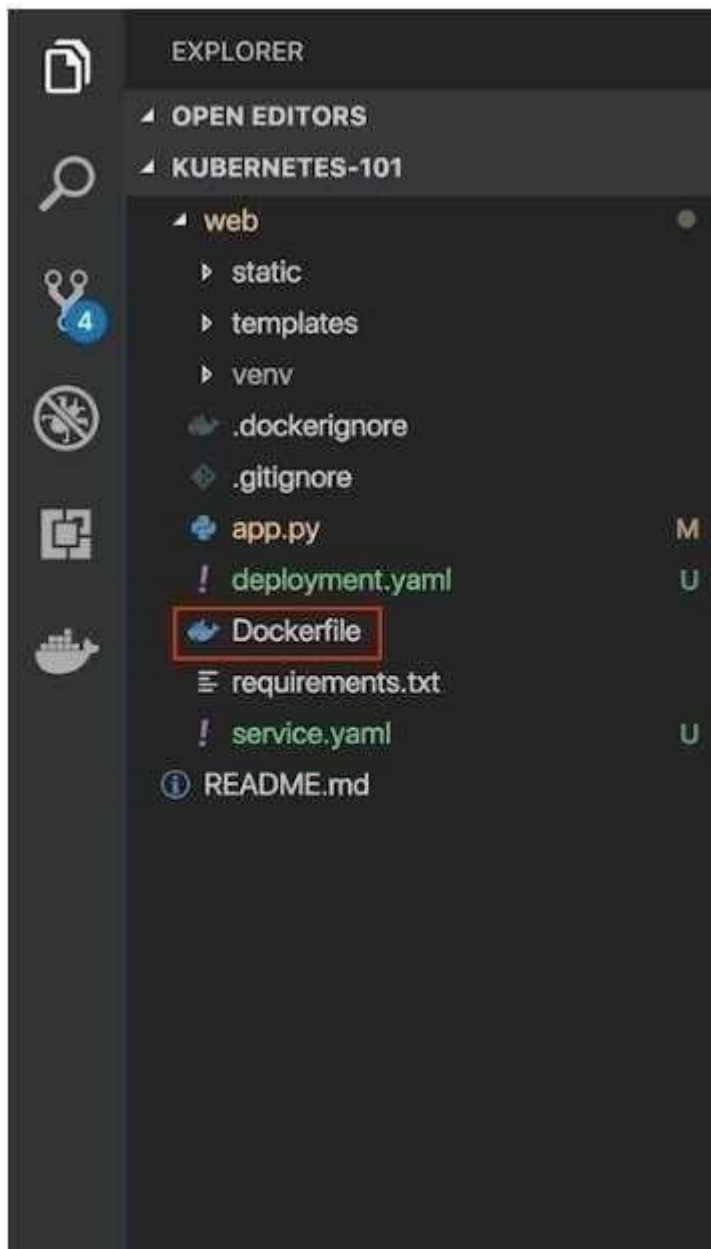 EXPLORER
OPEN EDITORS
KUBERNETES-101
web
static
4
templates
venv
.dockerignore
.gitignore
app.py M
deployment.yaml U
Dockerfile
requirements.txt
service.yaml U
README.md